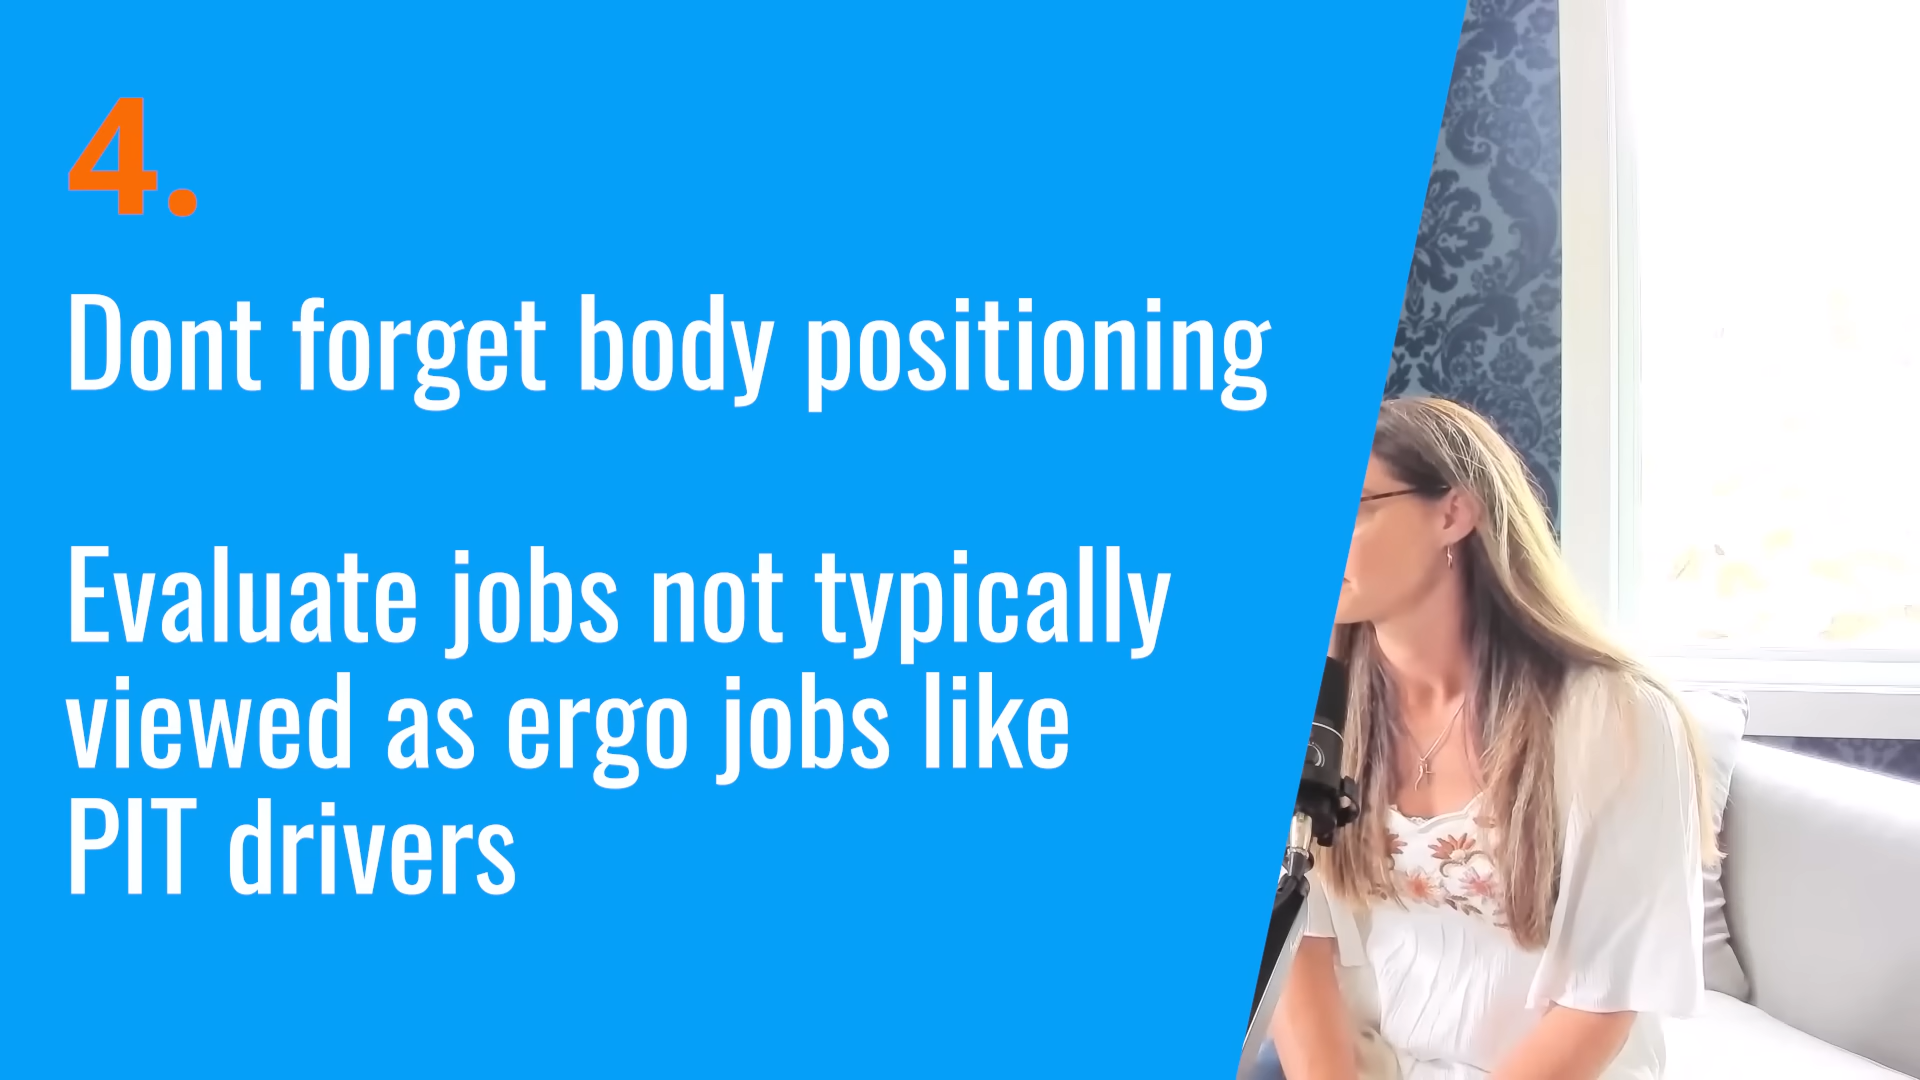 4.
Dont forget body positioning
Evaluate jobs not typically
viewed as ergo jobs like
PIT drivers